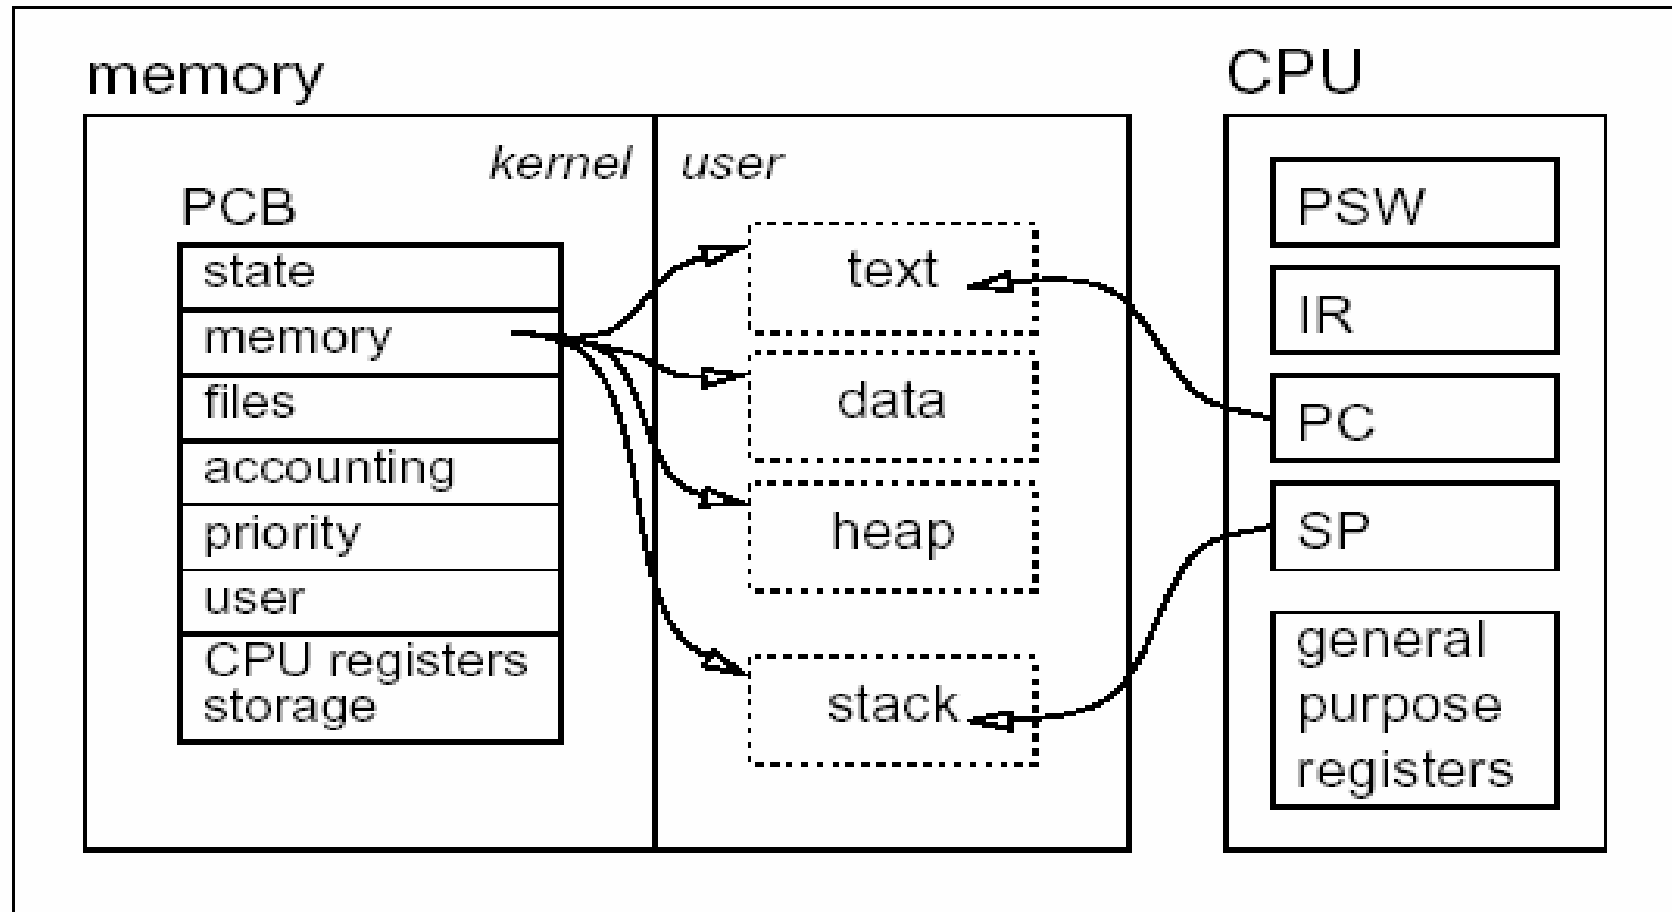 memory
kernel
user
PCB
state
memory
files
accounting
priority
user
CPU registers
storage
text
data
heap
stack
CPU
PSW
IR
PC
SP
general
purpose
registers